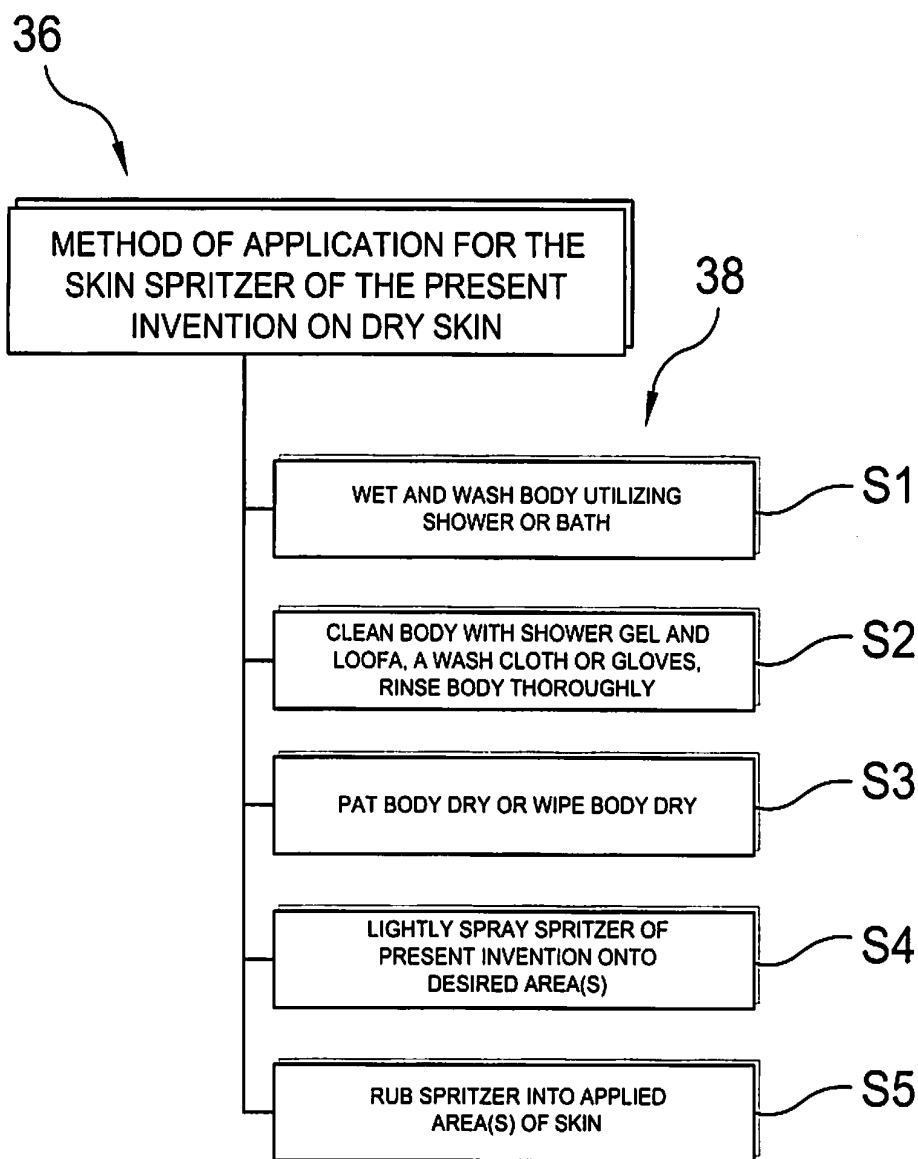 36
METHOD OF APPLICATION FOR THE
SKIN SPRITZER OF THE PRESENT
INVENTION ON DRY SKIN
38
WET AND WASH BODY UTILIZING
SHOWER OR BATH
S1
CLEAN BODY WITH SHOWER GEL AND
LOOFA, A WASH CLOTH OR GLOVES,
RINSE BODY THOROUGHLY
S2
PAT BODY DRY OR WIPE BODY DRY
S3
LIGHTLY SPRAY SPRITZER OF
PRESENT INVENTION ONTO
DESIRED AREA(S)
S4
RUB SPRITZER INTO APPLIED
AREA(S) OF SKIN
S5